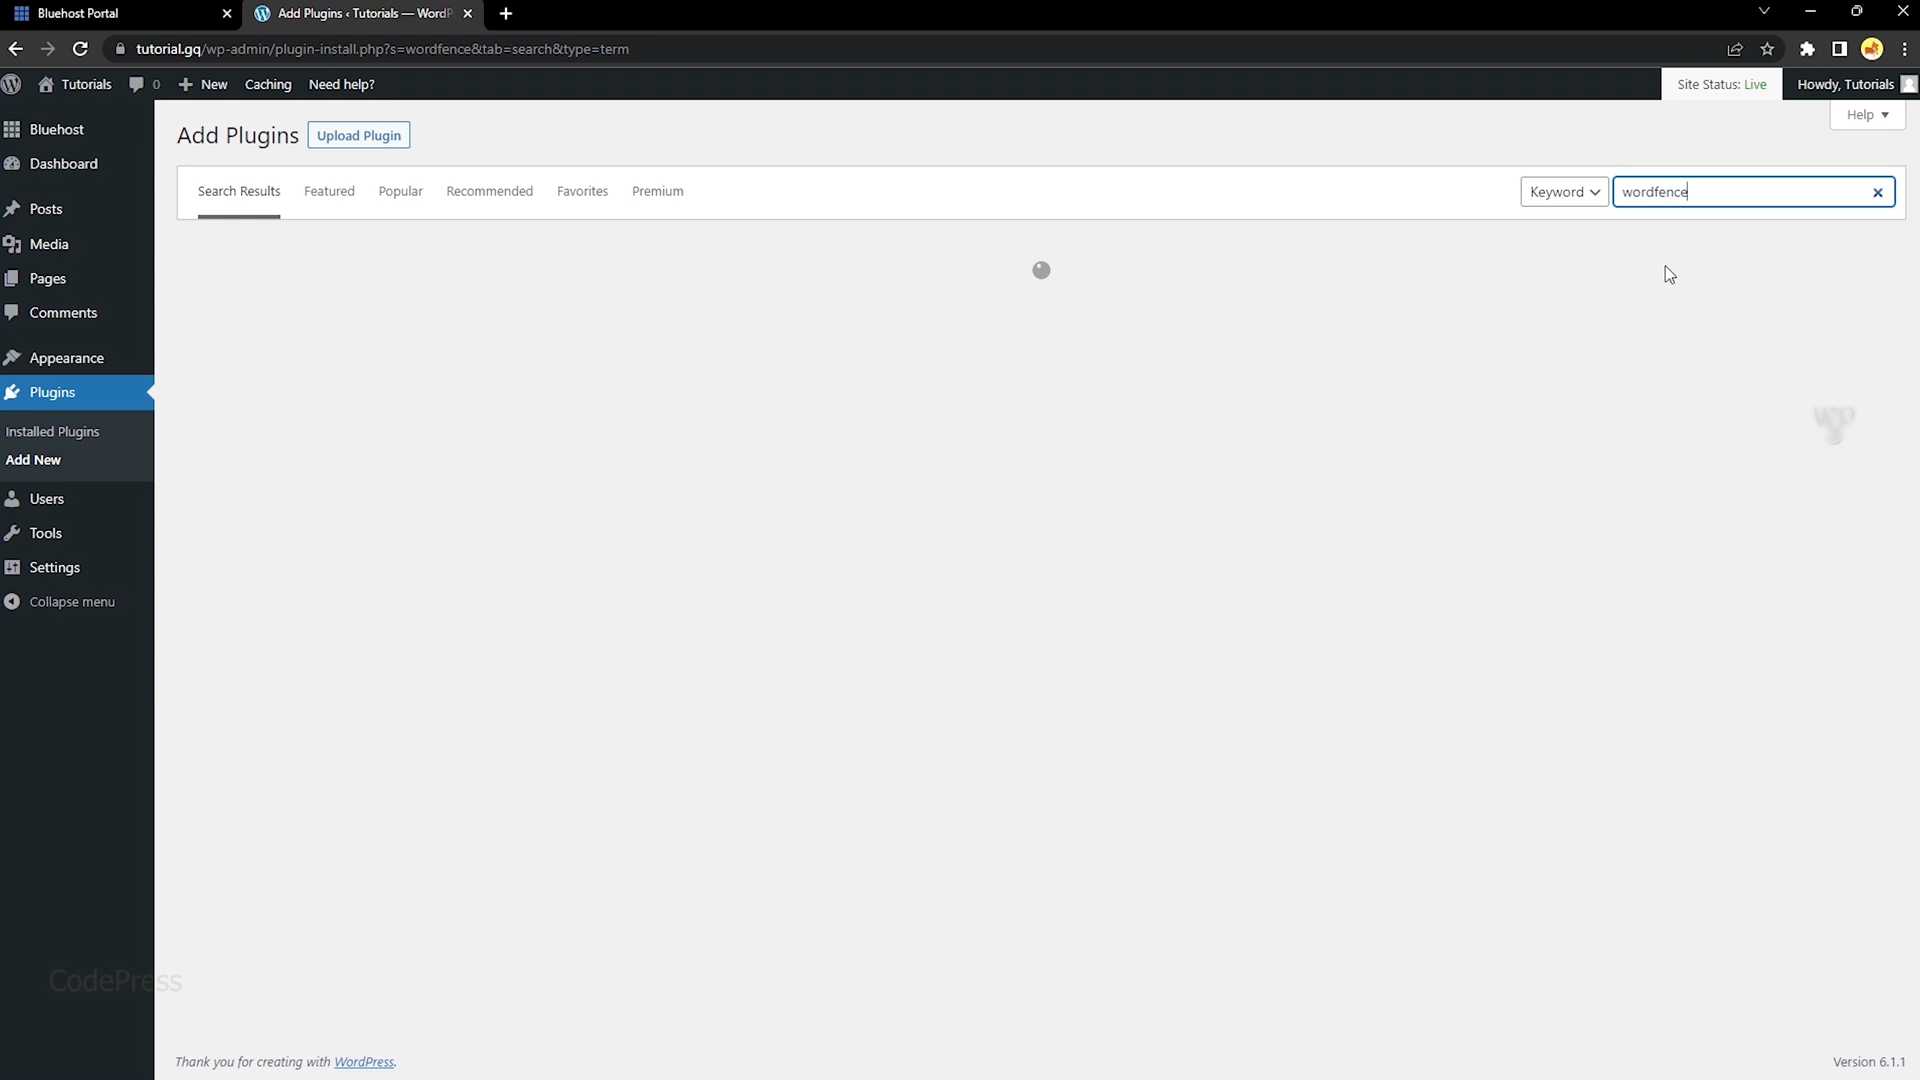 Bluehost Portal
Add Plugins ‹ Tutorials — WordP
tutorial.gq/wp-admin/plugin-install.php?s=wordfence&tab=search&type=term
Tutorials 0 New Caching Need help? Site Status: Live Howdy, Tutorials
Help
Bluehost
Dashboard
Posts
Media
Pages
Comments
Appearance
Plugins
Installed Plugins
Add New
Users
Tools
Settings
Collapse menu
Add Plugins Upload Plugin
Search Results Featured Popular Recommended Favorites Premium Keyword wordfence
wp
CodePress
Thank you for creating with WordPress. Version 6.1.1